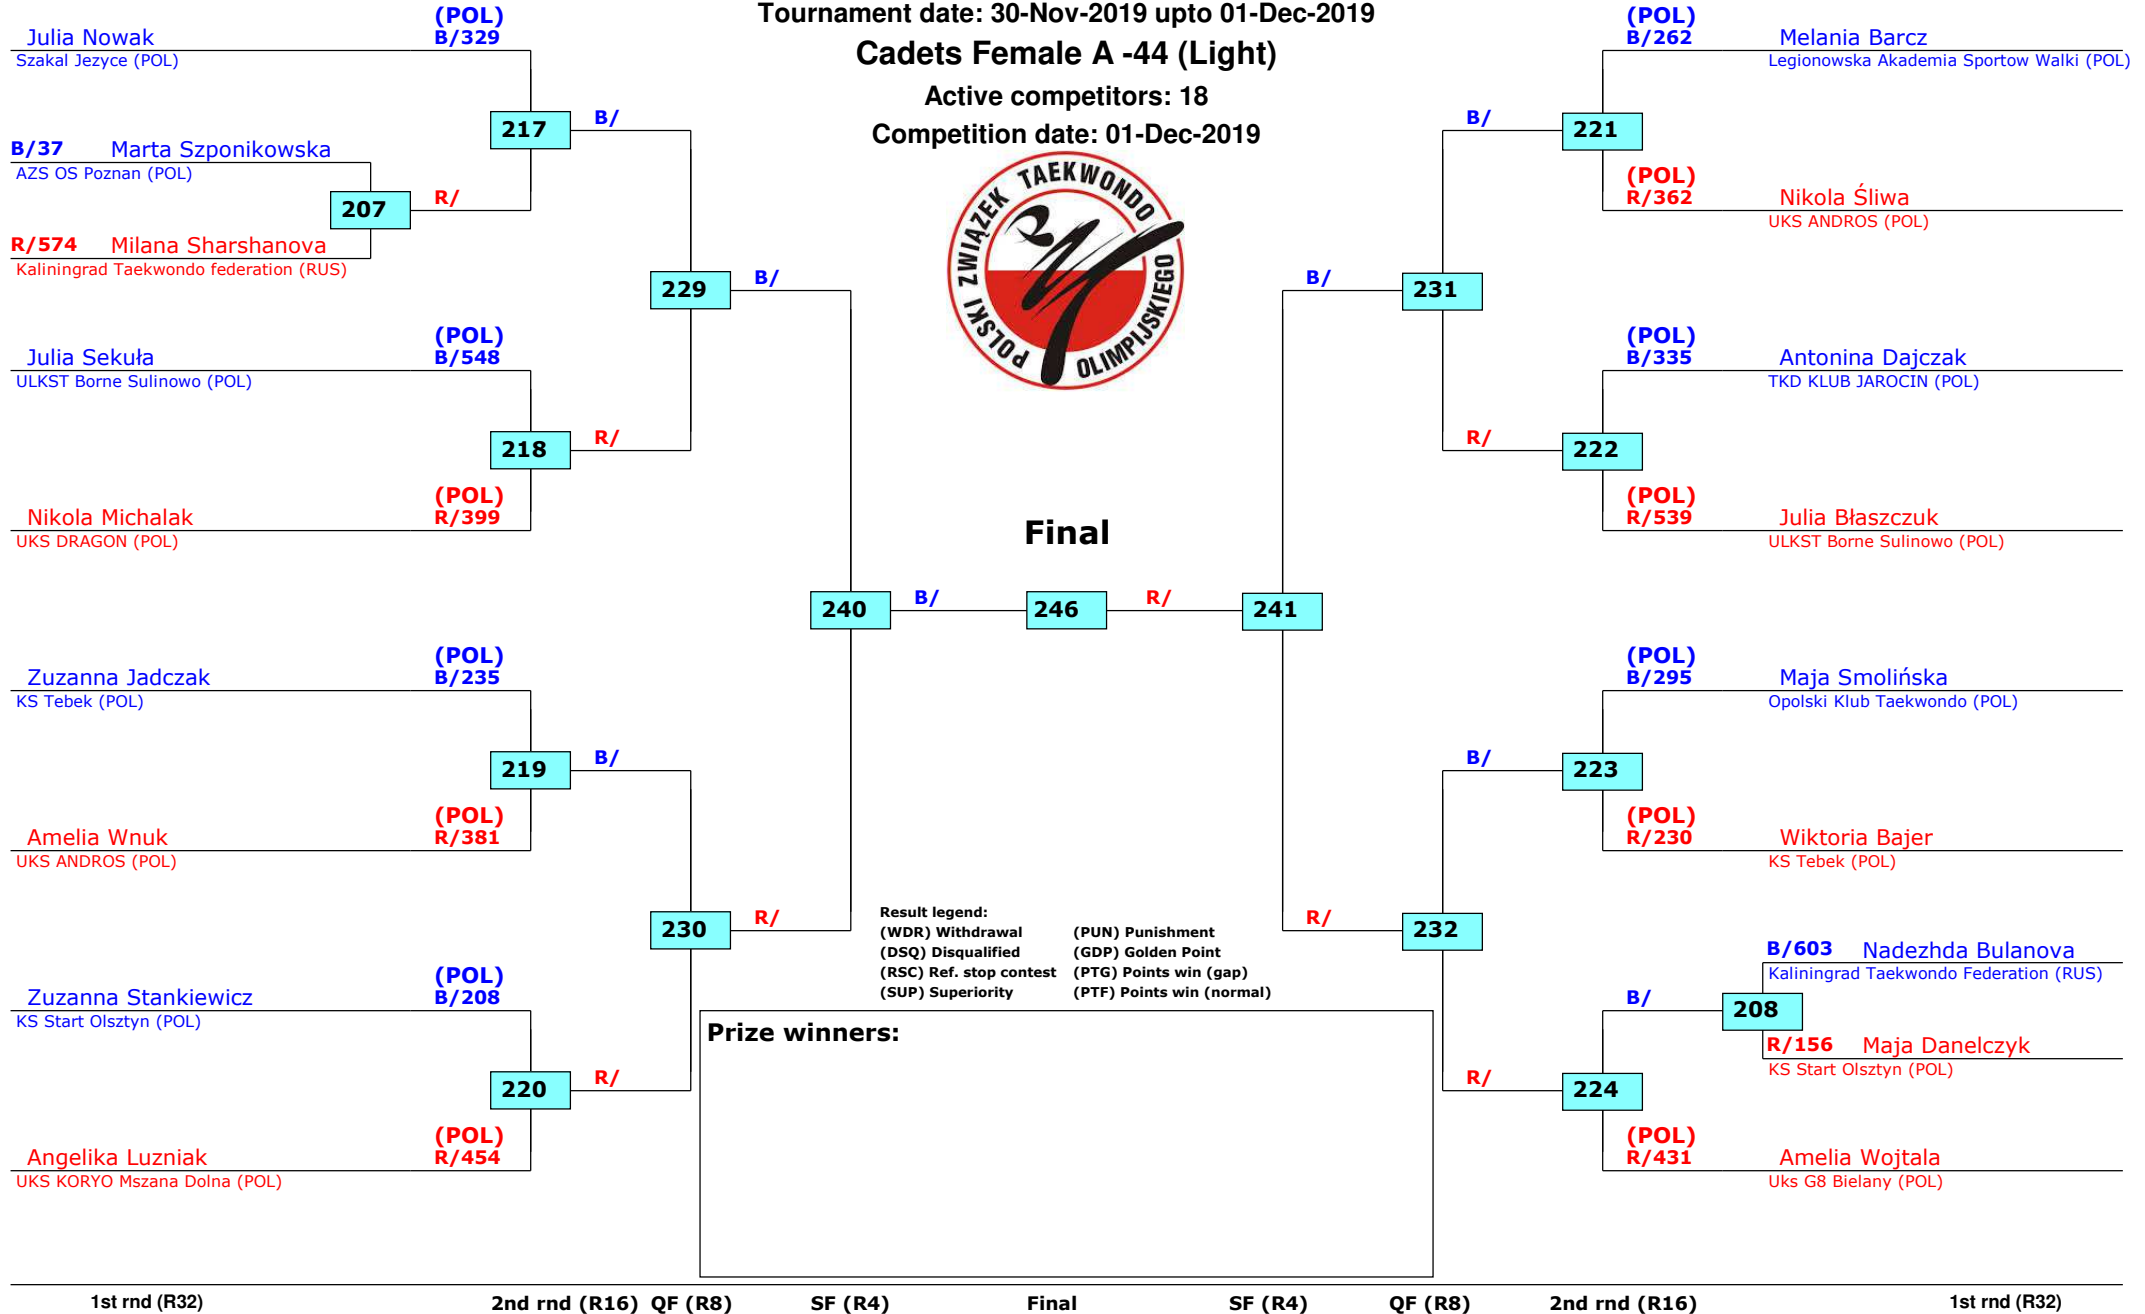 Tournament date: 30-Nov-2019 upto 01-Dec-2019
Cadets Female A -44 (Light)
Active competitors: 18
Competition date: 01-Dec-2019
POLSKI ZWIĄZEK TAEKWONDO OLIMPIJSKIEGO
Julia Nowak
(POL)
B/329
Szakal Jezyce (POL)
217
B/
B/37 Marta Szponikowska
AZS OS Poznan (POL)
207
R/
R/574 Milana Sharshanova
Kaliningrad Taekwondo federation (RUS)
229
B/
Julia Sekuła
(POL)
B/548
ULKST Borne Sulinowo (POL)
218
R/
Nikola Michalak
(POL)
R/399
UKS DRAGON (POL)
240
B/
Zuzanna Jadczak
(POL)
B/235
KS Tebek (POL)
219
B/
Amelia Wnuk
(POL)
R/381
UKS ANDROS (POL)
230
R/
Zuzanna Stankiewicz
(POL)
B/208
KS Start Olsztyn (POL)
220
R/
Angelika Luzniak
(POL)
R/454
UKS KORYO Mszana Dolna (POL)
Final
246
R/
241
(POL)
B/262
Melania Barcz
Legionowska Akademia Sportow Walki (POL)
B/
221
(POL)
R/362
Nikola Śliwa
UKS ANDROS (POL)
B/
231
(POL)
B/335
Antonina Dajczak
TKD KLUB JAROCIN (POL)
R/
222
(POL)
R/539
Julia Błaszczuk
ULKST Borne Sulinowo (POL)
(POL)
B/295
Maja Smolińska
Opolski Klub Taekwondo (POL)
B/
223
(POL)
R/230
Wiktoria Bajer
KS Tebek (POL)
R/
232
B/603 Nadezhda Bulanova
Kaliningrad Taekwondo Federation (RUS)
B/
208
R/156 Maja Danelczyk
KS Start Olsztyn (POL)
R/
224
(POL)
R/431
Amelia Wojtala
Uks G8 Bielany (POL)
Result legend:
(WDR) Withdrawal (PUN) Punishment
(DSQ) Disqualified (GDP) Golden Point
(RSC) Ref. stop contest (PTG) Points win (gap)
(SUP) Superiority (PTF) Points win (normal)
Prize winners:
1st rnd (R32) 2nd rnd (R16) QF (R8) SF (R4) Final SF (R4) QF (R8) 2nd rnd (R16) 1st rnd (R32)